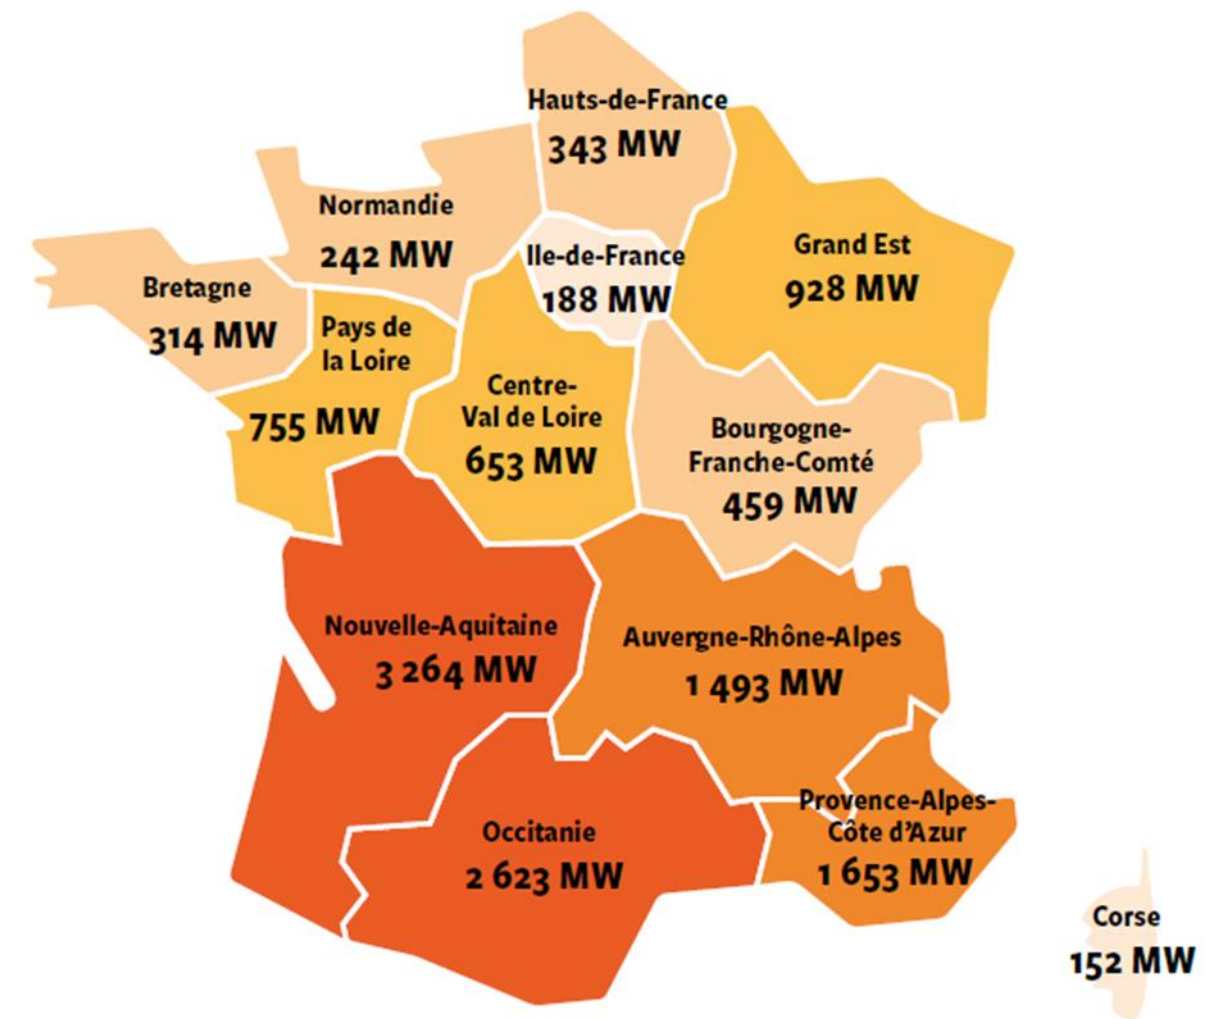 Hauts-de-France
343 MW
Normandie
242 MW
Ile-de-France
188 MW
Grand Est
928 MW
Bretagne
314 MW
Pays de
la Loire
755 MW
Centre-
Val de Loire
653 MW
Bourgogne-
Franche-Comté
459 MW
Nouvelle-Aquitaine
3 264 MW
Auvergne-Rhône-Alpes
1 493 MW
Occitanie
2 623 MW
Provence-Alpes-
Côte d'Azur
1 653 MW
Corse
152 MW